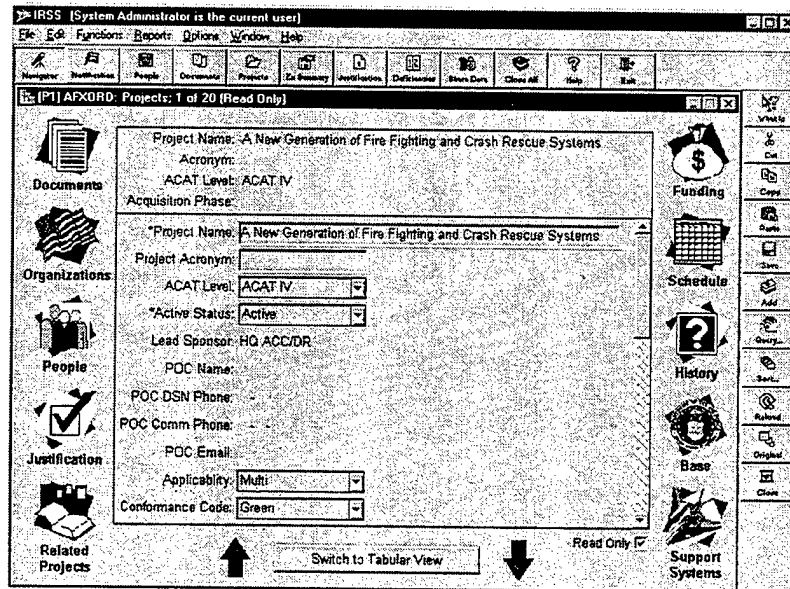 IRSS (System Administrator is the current user)
File Edit Functions Reports Options Window Help
Navigator Notification People Documents Projects Ex Summary Justification Deficiencies Share Docs Close All Help Exit
[P1] AFXORD: Projects; 1 of 20 (Read Only)
Project Name: A New Generation of Fire Fighting and Crash Rescue Systems
Acronym:
ACAT Level: ACAT IV
Acquisition Phase:
*Project Name: A New Generation of Fire Fighting and Crash Rescue Systems
Project Acronym:
ACAT Level: ACAT IV
*Active Status: Active
Lead Sponsor: HQ ACC/DR
POC Name:
POC DSN Phone: -
POC Comm Phone: - -
POC Email:
Applicability: Multi
Conformance Code: Green
Switch to Tabular View
Read Only
Documents
Organizations
People
Justification
Related
Projects
Funding
Schedule
History
Base
Support
Systems
What Is
Cut
Copy
Paste
Save
Add
Query...
Sort...
Reload
Original
Close